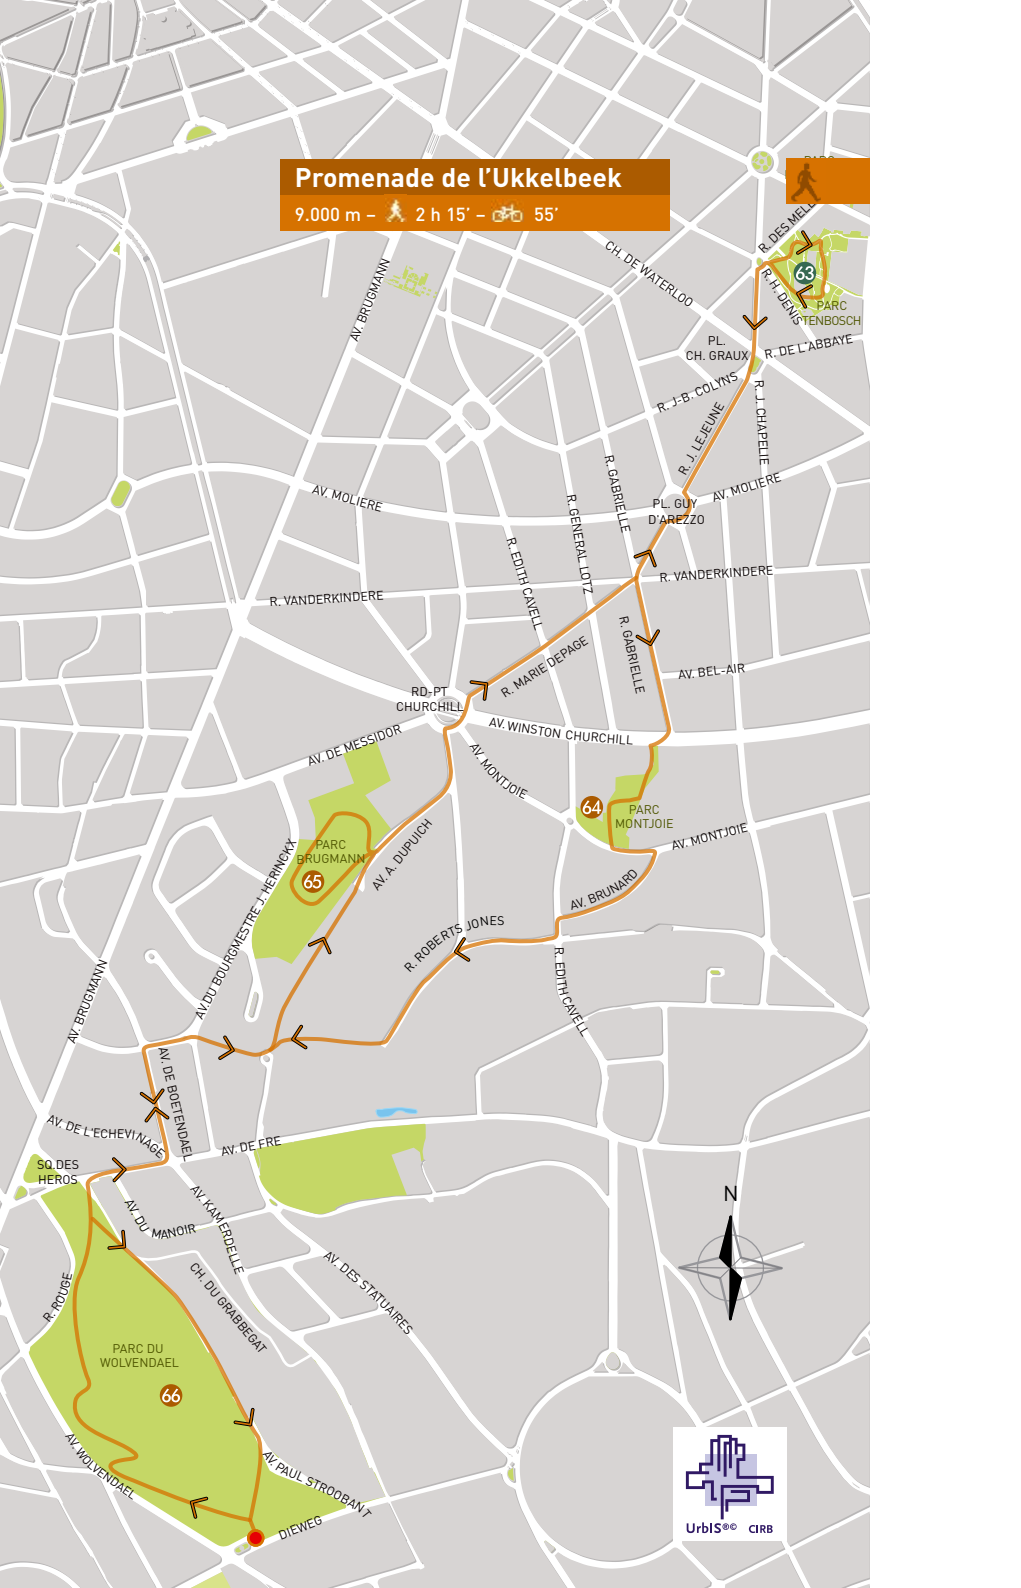 PARC
Promenade de l'Ukkelbeek
9.000 m – 2 h 15' – 55'
R. DES MELE
CH. DE WATERLOO
AV. BRUGMANN
63
R. H. DENIS
PARC
TENBOSCH
PL.
CH. GRAUX
R. DE L'ABBAYE
R. J-B. COLYNS
R. J. CHAPELIE
R. J. LEJEUNE
R. GABRIELLE
AV. MOLIERE
AV. MOLIERE
PL. GUY
D'AREZZO
R. GENERAL LOTZ
R. EDITH CAVELL
R. VANDERKINDERE
R. VANDERKINDERE
R. GABRIELLE
R. MARIE DEPAGE
AV. BEL-AIR
RD-PT
CHURCHILL
AV. WINSTON CHURCHILL
AV. DE MESSIDOR
AV. MONTJOIE
64
PARC
MONTJOIE
AV. MONTJOIE
PARC
BRUGMANN
65
AV. A. DUPUICH
AV.DU BOURGMESTRE J. HERINCKX
AV. BRUNARD
R. ROBERTS JONES
R. EDITH CAVELL
AV. BRUGMANN
AV. DE BOETENDAEL
AV. DE L'ECHEVINAGE
AV. DE FRE
SQ.DES
HEROS
N
AV. DU MANOIR
AV. KAMERDELLE
R. ROUGE
CH. DU GRABBEGAT
AV. DES STATUAIRES
PARC DU
WOLVENDAEL
66
AV. WOLVENDAEL
AV. PAUL STROOBANT
DIEWEG
UrbIS®© CIRB